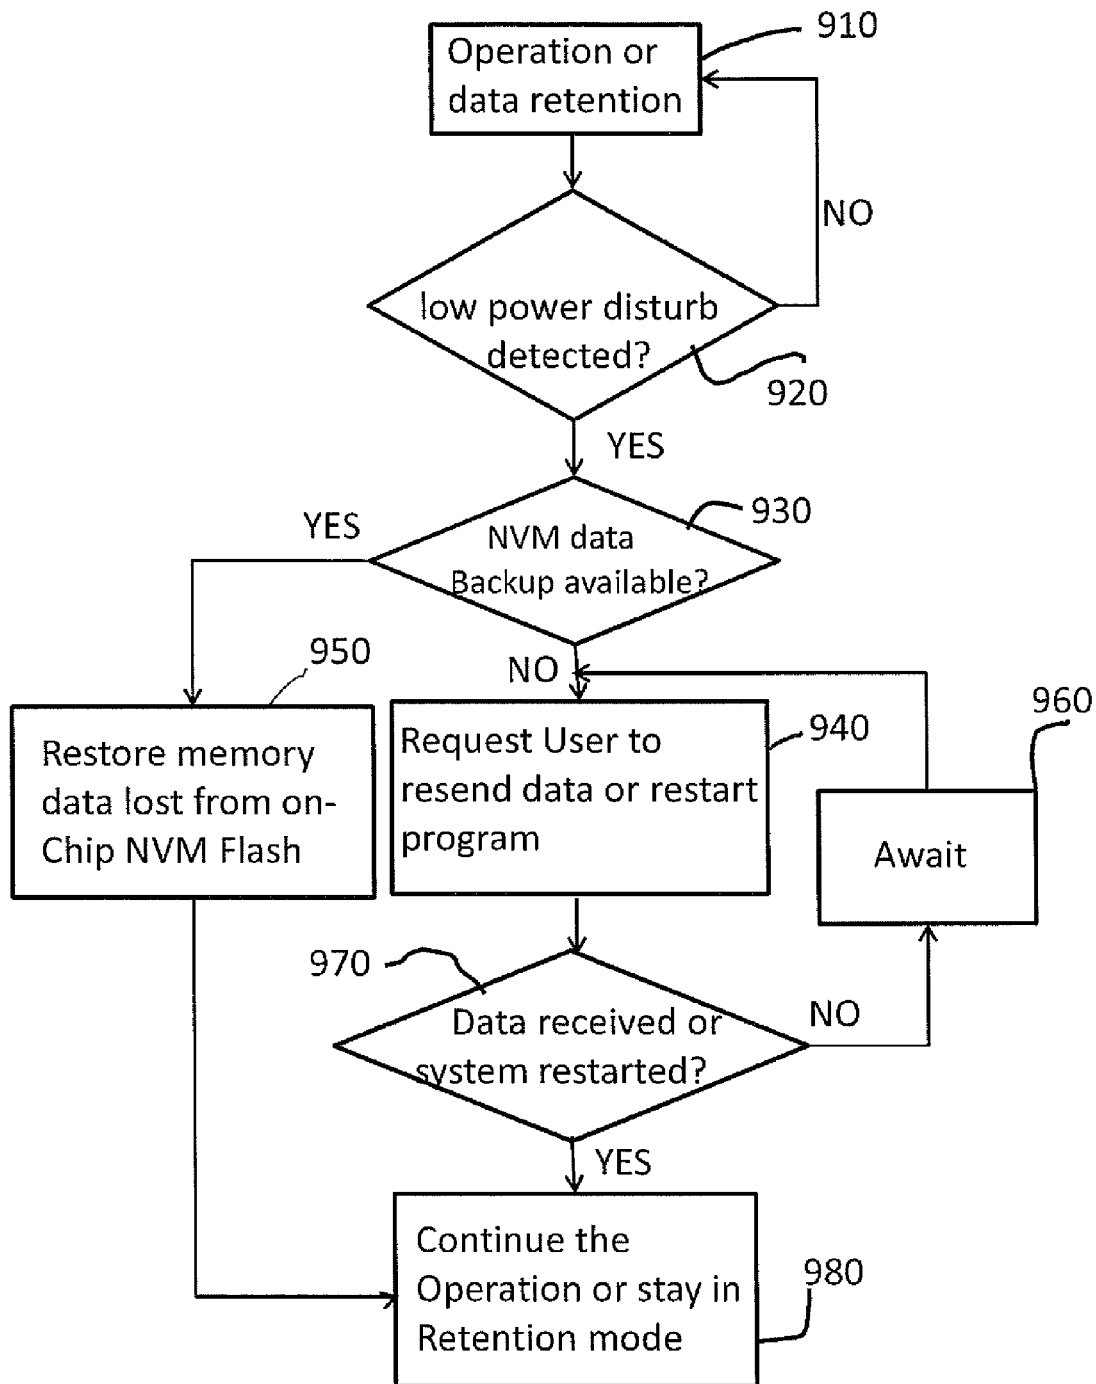 910
Operation or
data retention
NO
low power disturb
detected?
920
YES
930
YES
NVM data
Backup available?
950
NO
960
Restore memory
data lost from on-
Chip NVM Flash
Request User to
resend data or restart
program
940
Await
970
Data received or
system restarted?
NO
YES
Continue the
Operation or stay in
Retention mode
980